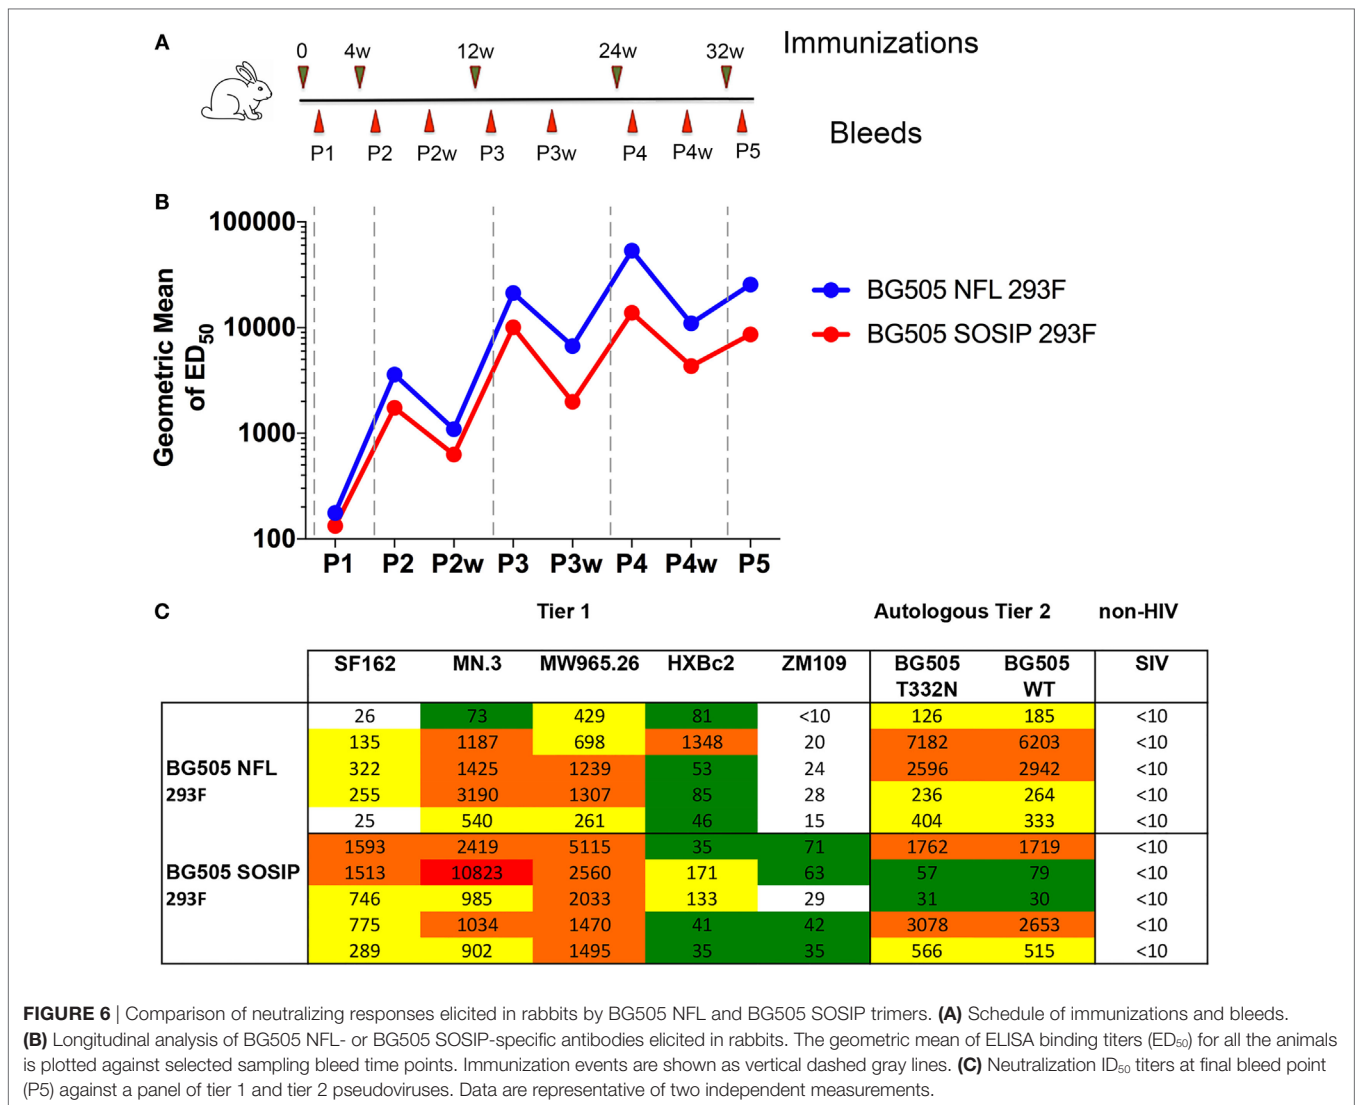 A
0 4w 12w 24w 32w Immunizations
P1 P2 P2w P3 P3w P4 P4w P5 Bleeds
B
Geometric Mean
of ED50
100000
10000
1000
100
P1 P2 P2w P3 P3w P4 P4w P5
BG505 NFL 293F
BG505 SOSIP 293F
C Tier 1 Autologous Tier 2 non-HIV
SF162 MN.3 MW965.26 HXBc2 ZM109 BG505 BG505 SIV
T332N WT
26 73 429 81 <10 126 185 <10
135 1187 698 1348 20 7182 6203 <10
BG505 NFL 322 1425 1239 53 24 2596 2942 <10
293F 255 3190 1307 85 28 236 264 <10
25 540 261 46 15 404 333 <10
1593 2419 5115 35 71 1762 1719 <10
BG505 SOSIP 1513 10823 2560 171 63 57 79 <10
293F 746 985 2033 133 29 31 30 <10
775 1034 1470 41 42 3078 2653 <10
289 902 1495 35 35 566 515 <10
FIGURE 6 | Comparison of neutralizing responses elicited in rabbits by BG505 NFL and BG505 SOSIP trimers. (A) Schedule of immunizations and bleeds.
(B) Longitudinal analysis of BG505 NFL- or BG505 SOSIP-specific antibodies elicited in rabbits. The geometric mean of ELISA binding titers (ED50) for all the animals
is plotted against selected sampling bleed time points. Immunization events are shown as vertical dashed gray lines. (C) Neutralization ID50 titers at final bleed point
(P5) against a panel of tier 1 and tier 2 pseudoviruses. Data are representative of two independent measurements.